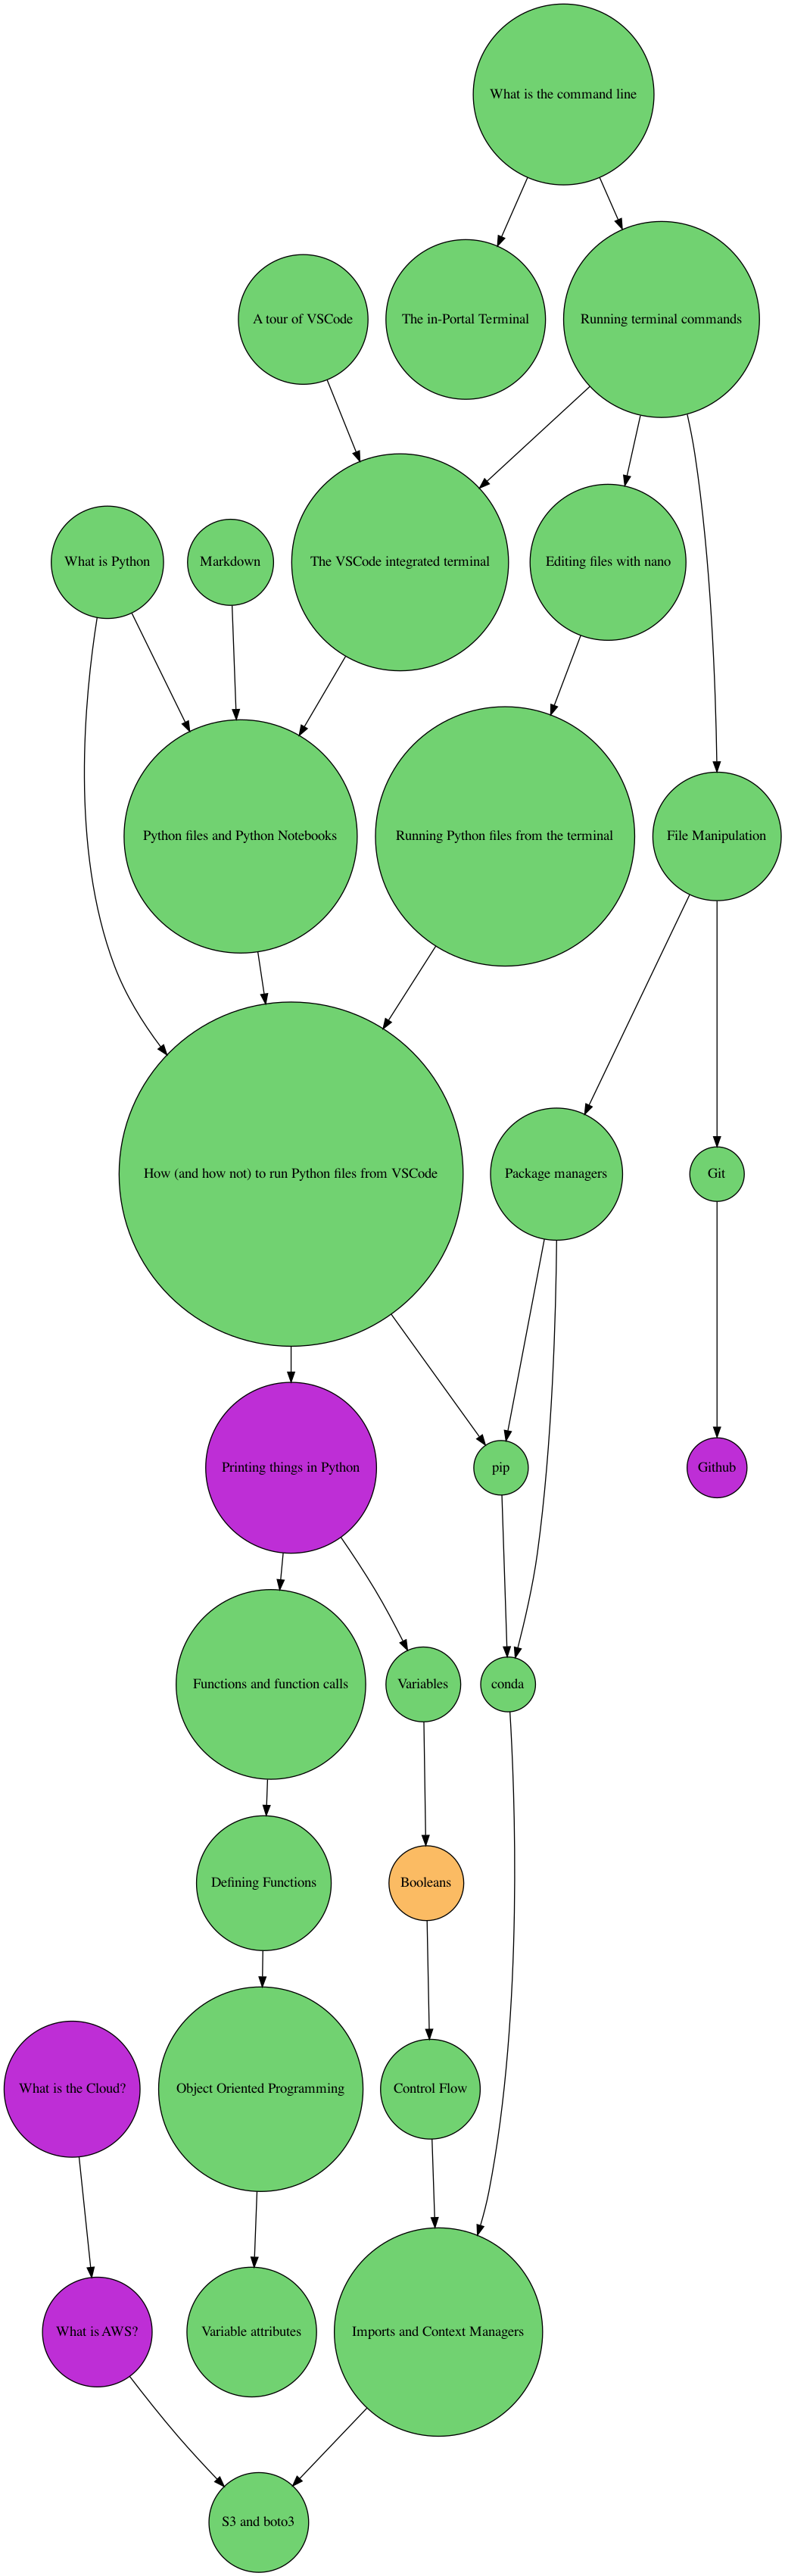 What is the command line
A tour of VSCode
The in-Portal Terminal
Running terminal commands
What is Python
Markdown
The VSCode integrated terminal
Editing files with nano
Python files and Python Notebooks
Running Python files from the terminal
File Manipulation
How (and how not) to run Python files from VSCode
Package managers
Git
Printing things in Python
pip
Github
Functions and function calls
Variables
conda
Defining Functions
Booleans
What is the Cloud?
Object Oriented Programming
Control Flow
What is AWS?
Variable attributes
Imports and Context Managers
S3 and boto3